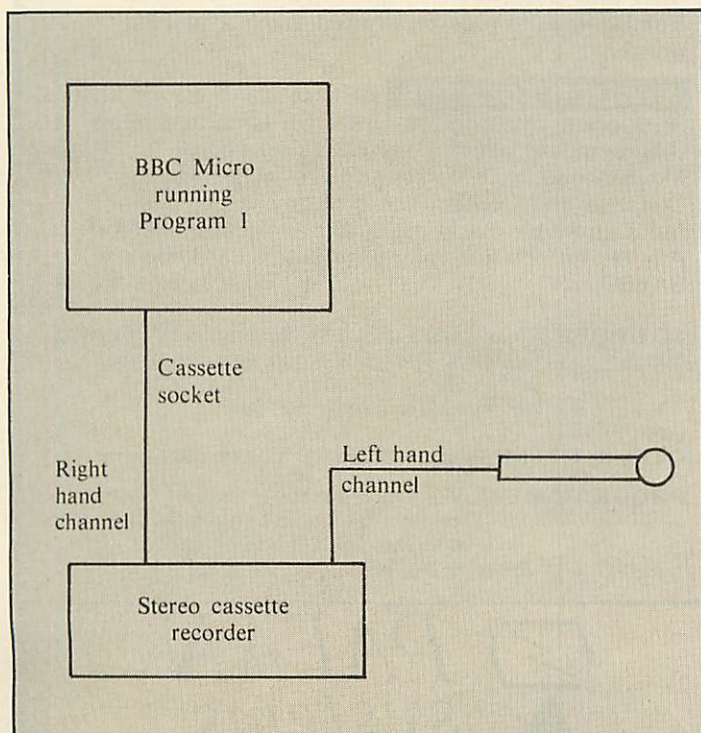 BBC Micro
running
Program 1
Cassette
socket
Right
hand
channel
Left hand
channel
Stereo cassette
recorder